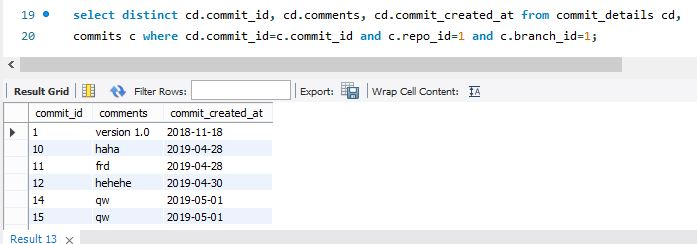 19 select distinct cd.commit_id, cd.comments, cd.commit_created_at from commit_details cd,
20 commits c where cd.commit_id=c.commit_id and c.repo_id=1 and c.branch_id=1;
Result Grid Filter Rows: Export: Wrap Cell Content:
commit_id comments commit_created_at
1 version 1.0 2018-11-18
10 haha 2019-04-28
11 frd 2019-04-28
12 hehehe 2019-04-30
14 qw 2019-05-01
15 qw 2019-05-01
Result 13 x